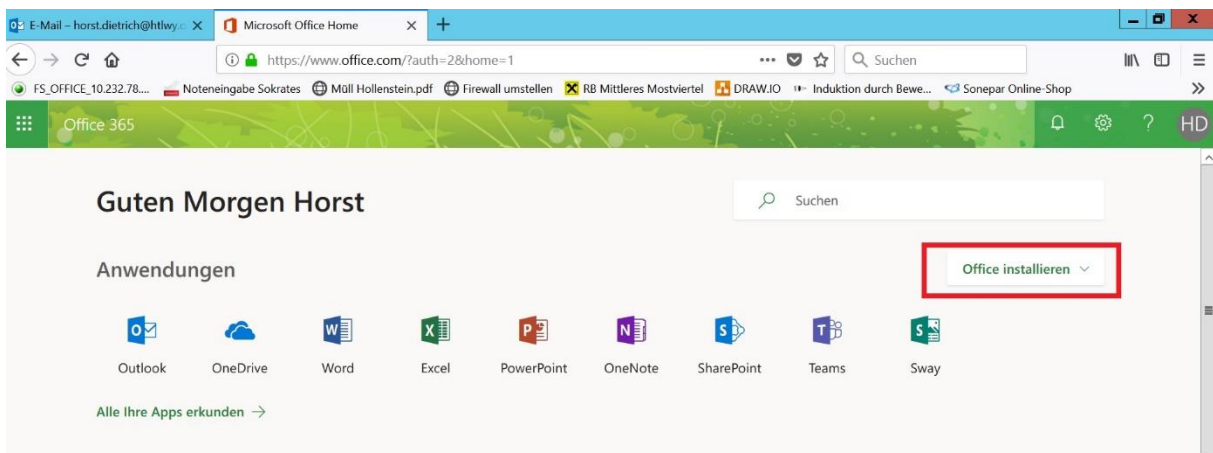 E-Mail – horst.dietrich@htlwy.c
Microsoft Office Home
https://www.office.com/?auth=2&home=1
Suchen
FS_OFFICE_10.232.78.... Noteneingabe Sokrates Müll Hollenstein.pdf Firewall umstellen RB Mittleres Mostviertel DRAW.IO Induktion durch Bewe... Sonepar Online-Shop
Office 365
? HD
Guten Morgen Horst
Suchen
Anwendungen
Office installieren
Outlook OneDrive Word Excel PowerPoint OneNote SharePoint Teams Sway
Alle Ihre Apps erkunden →